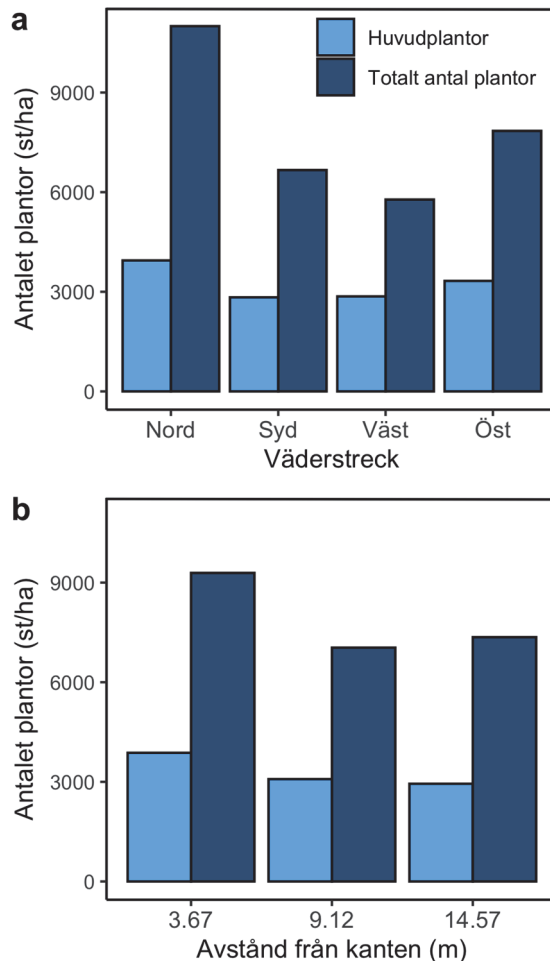 a
Huvudplantor
Totalt antal plantor
Antalet plantor (st/ha)
9000
6000
3000
0
Nord Syd Väst Öst
Väderstreck
b
Antalet plantor (st/ha)
9000
6000
3000
0
3.67 9.12 14.57
Avstånd från kanten (m)